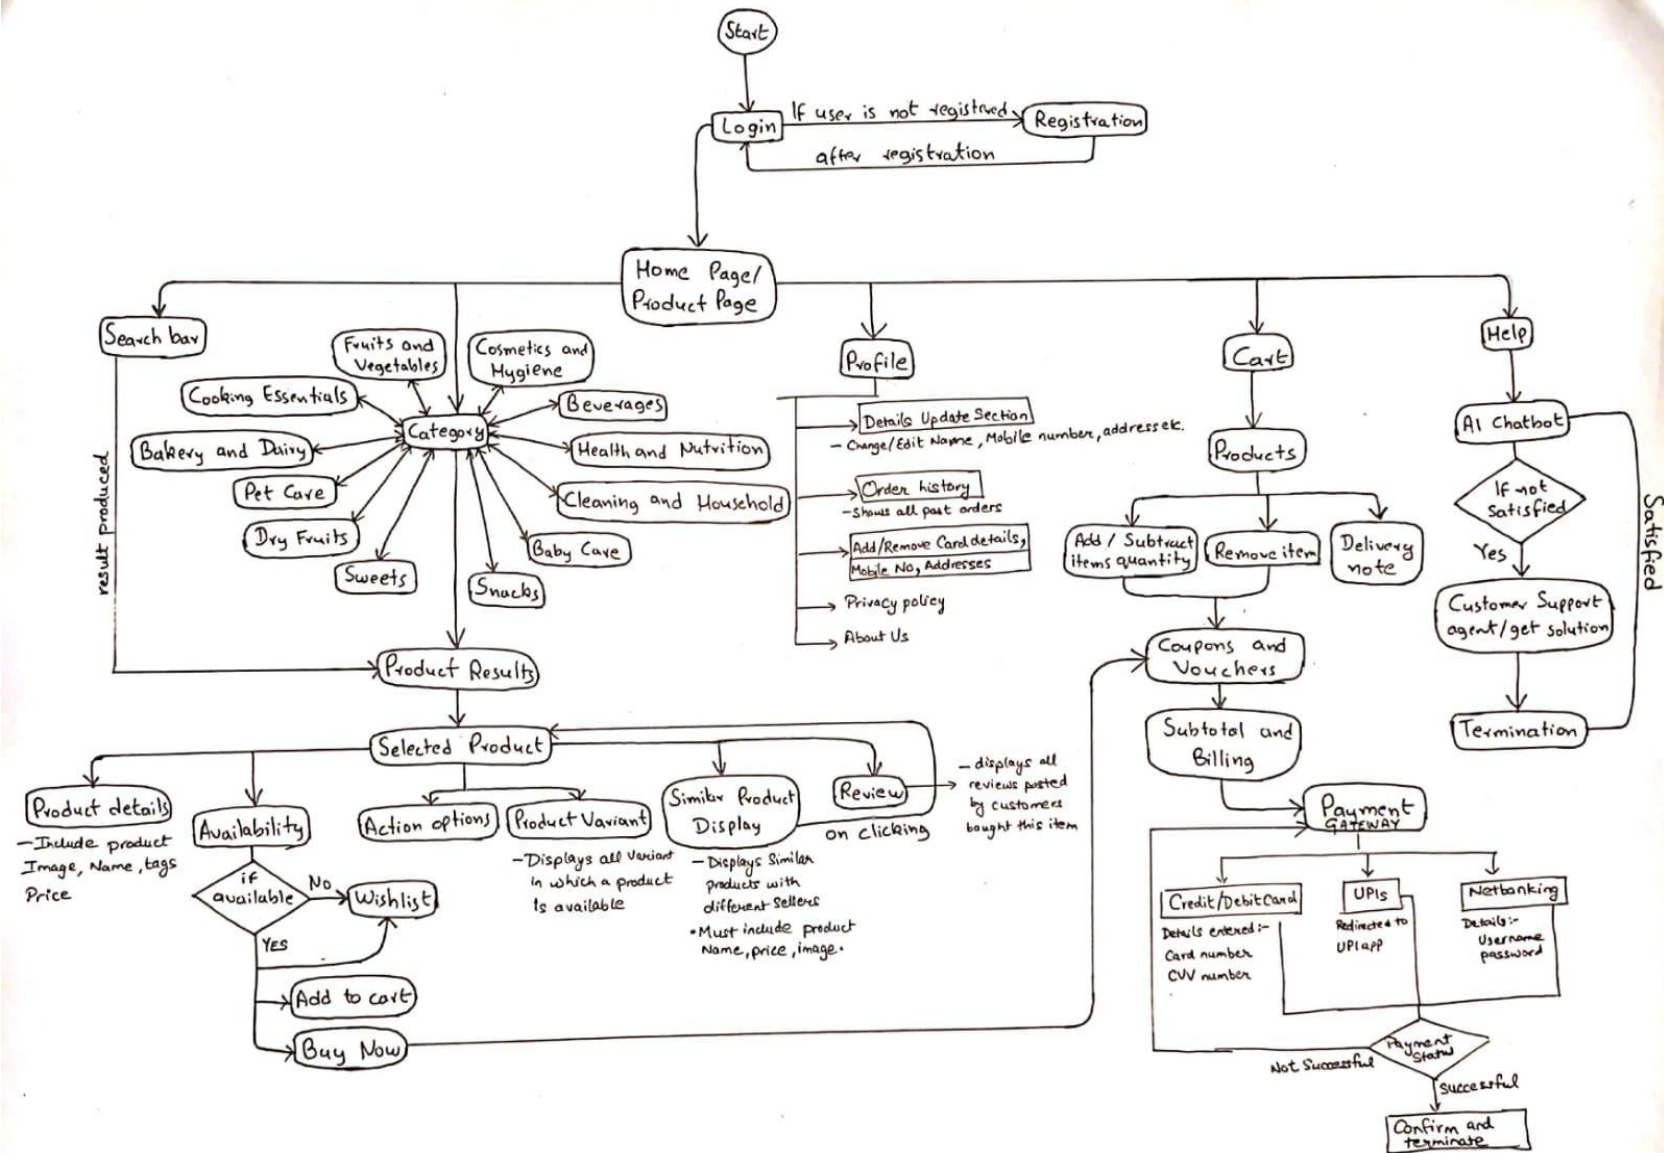 Start
Login
If user is not registered
Registration
after registration
Home Page/
Product Page
Search bar
result produced
Fruits and
Vegetables
Cosmetics and
Hygiene
Cooking Essentials
Beverages
Category
Bakery and Dairy
Health and Nutrition
Pet Care
Cleaning and Household
Dry Fruits
Baby Care
Sweets
Snacks
Product Results
Profile
Details Update Section
- Change/Edit Name, Mobile number, address etc.
Order history
- Shows all past orders
Add/Remove Card details,
Mobile No, Addresses
Privacy policy
About Us
Cart
Products
Add / Subtract
items quantity
Remove item
Delivery
note
Coupons and
Vouchers
Subtotal and
Billing
Help
AI Chatbot
If not
Satisfied
Yes
Customer Support
agent/get solution
Termination
Satisfied
Selected Product
Product details
- Include product
Image, Name, tags
Price
Availability
if
available
No
Wishlist
YES
Add to cart
Buy Now
Action options
Product Variant
- Displays all Variant
in which a product
is available
Similar Product
Display
- Displays Similar
products with
different Sellers
• Must include product
Name, price, image.
Review
on clicking
- displays all
reviews posted
by customers
bought this item
Payment
GATEWAY
Credit/Debit Card
Details entered:-
Card number
CVV number
UPIs
Redirected to
UPI app
Netbanking
Details:-
Username
password
Payment
Status
Not Successful
Successful
Confirm and
terminate